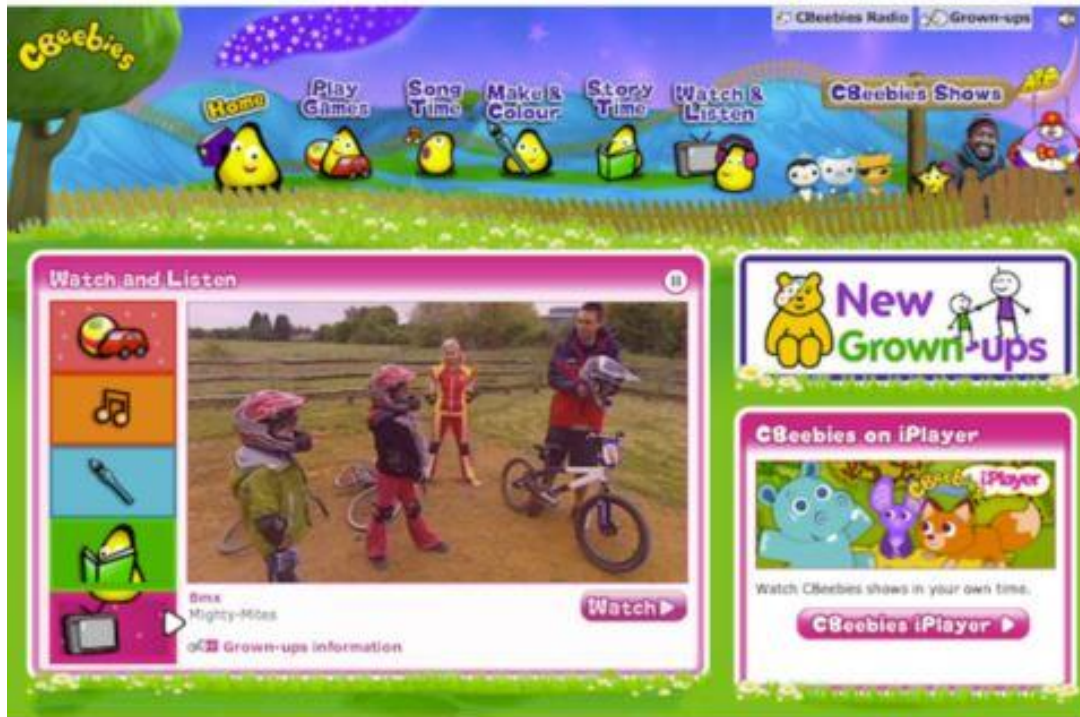 CBeebies
CBeebies Radio
Grown-ups
Home
Play
Games
Song
Time
Make &
Colour
Story
Time
Watch &
Listen
CBeebies Shows
Watch and Listen
New
Grown-ups
CBeebies on iPlayer
CBeebies iPlayer
Bmx
Mighty-Mites
Watch
Grown-ups information
Watch CBeebies shows in your own time.
CBeebies iPlayer